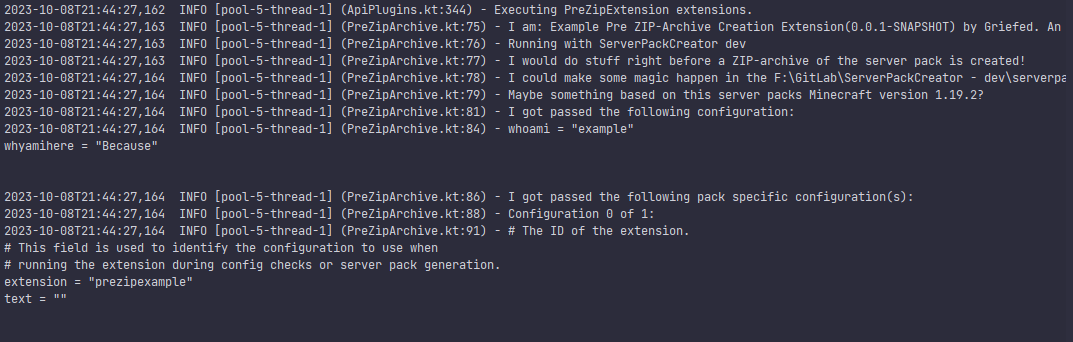 2023-10-08T21:44:27,162  INFO [pool-5-thread-1] (ApiPlugins.kt:344) - Executing PreZipExtension extensions.
2023-10-08T21:44:27,163  INFO [pool-5-thread-1] (PreZipArchive.kt:75) - I am: Example Pre ZIP-Archive Creation Extension(0.0.1-SNAPSHOT) by Griefed. An
2023-10-08T21:44:27,163  INFO [pool-5-thread-1] (PreZipArchive.kt:76) - Running with ServerPackCreator dev
2023-10-08T21:44:27,163  INFO [pool-5-thread-1] (PreZipArchive.kt:77) - I would do stuff right before a ZIP-archive of the server pack is created!
2023-10-08T21:44:27,164  INFO [pool-5-thread-1] (PreZipArchive.kt:78) - I could make some magic happen in the F:\GitLab\ServerPackCreator - dev\serverpa
2023-10-08T21:44:27,164  INFO [pool-5-thread-1] (PreZipArchive.kt:79) - Maybe something based on this server packs Minecraft version 1.19.2?
2023-10-08T21:44:27,164  INFO [pool-5-thread-1] (PreZipArchive.kt:81) - I got passed the following configuration:
2023-10-08T21:44:27,164  INFO [pool-5-thread-1] (PreZipArchive.kt:84) - whoami = "example"
whyamihere = "Because"
2023-10-08T21:44:27,164  INFO [pool-5-thread-1] (PreZipArchive.kt:86) - I got passed the following pack specific configuration(s):
2023-10-08T21:44:27,164  INFO [pool-5-thread-1] (PreZipArchive.kt:88) - Configuration 0 of 1:
2023-10-08T21:44:27,164  INFO [pool-5-thread-1] (PreZipArchive.kt:91) - # The ID of the extension.
# This field is used to identify the configuration to use when
# running the extension during config checks or server pack generation.
extension = "prezipexample"
text = ""